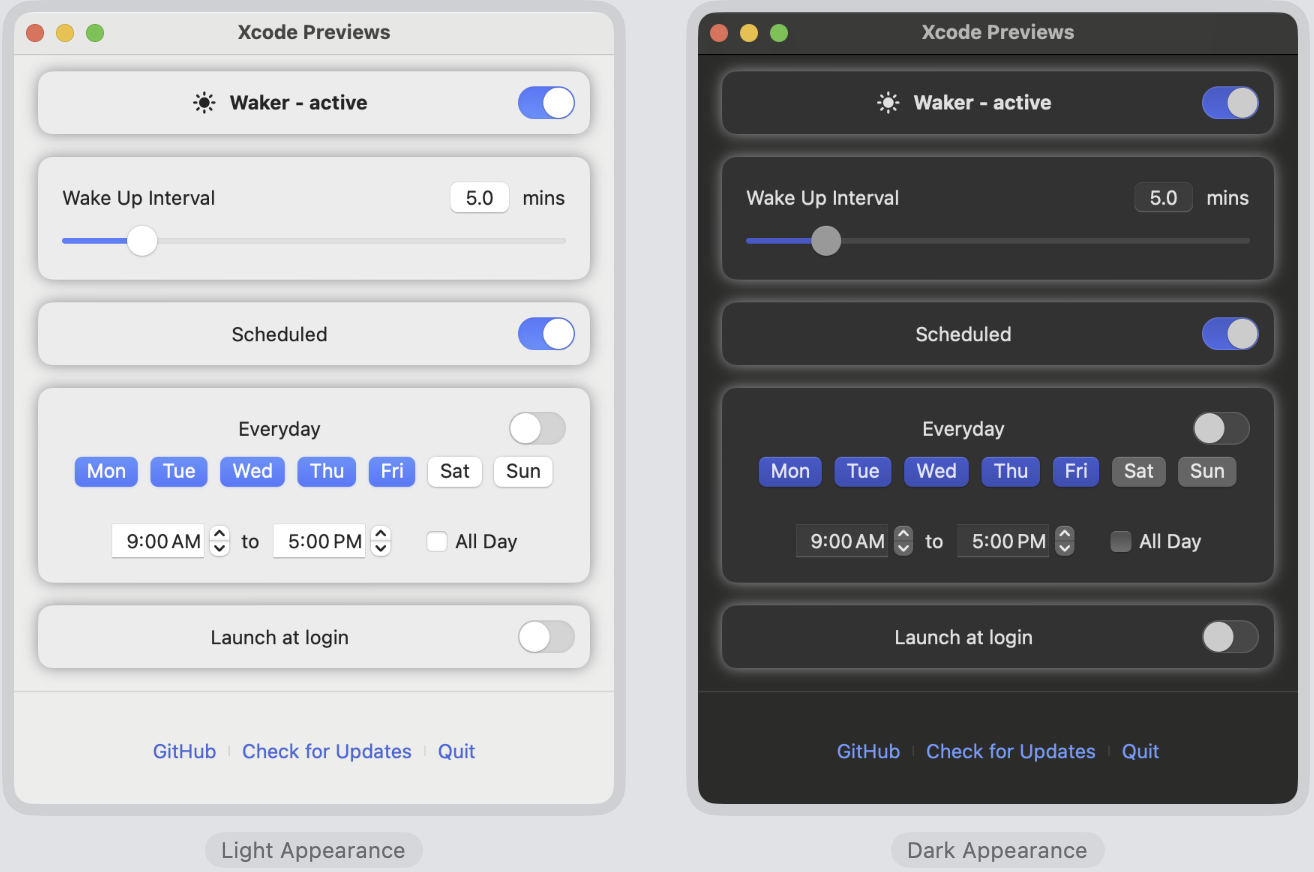 Xcode Previews
Waker - active
Wake Up Interval 5.0 mins
Scheduled
Everyday
Mon Tue Wed Thu Fri Sat Sun
9:00 AM to 5:00 PM All Day
Launch at login
GitHub Check for Updates Quit
Light Appearance
Xcode Previews
Waker - active
Wake Up Interval 5.0 mins
Scheduled
Everyday
Mon Tue Wed Thu Fri Sat Sun
9:00 AM to 5:00 PM All Day
Launch at login
GitHub Check for Updates Quit
Dark Appearance